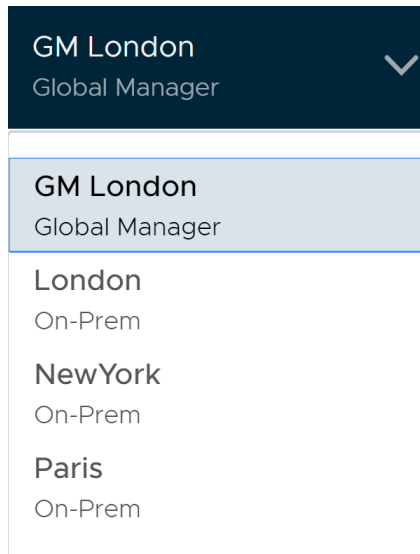 GM London
Global Manager
GM London
Global Manager
London
On-Prem
NewYork
On-Prem
Paris
On-Prem